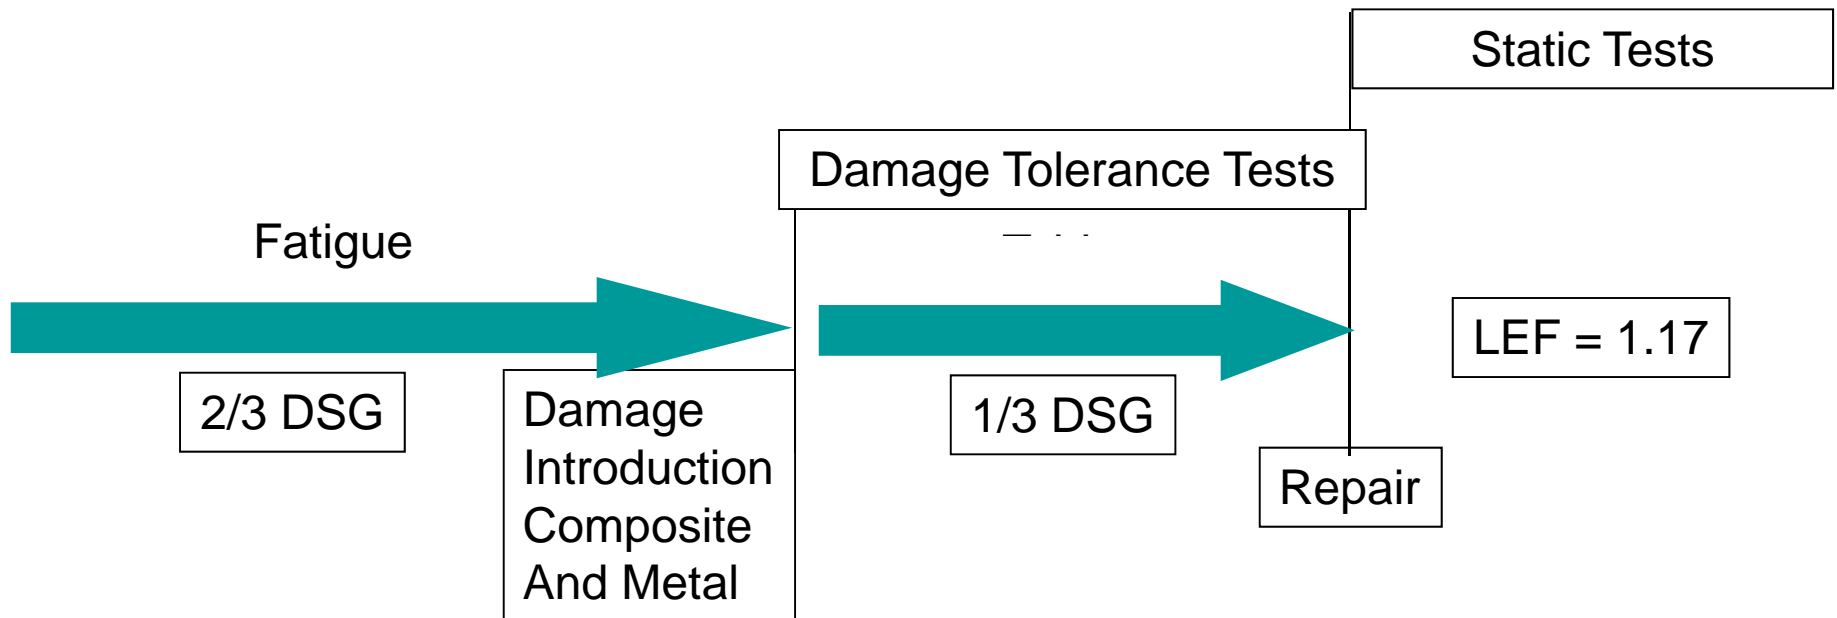 Static Tests
Damage Tolerance Tests
Fatigue
LEF = 1.17
2/3 DSG
Damage
Introduction
Composite
And Metal
1/3 DSG
Repair